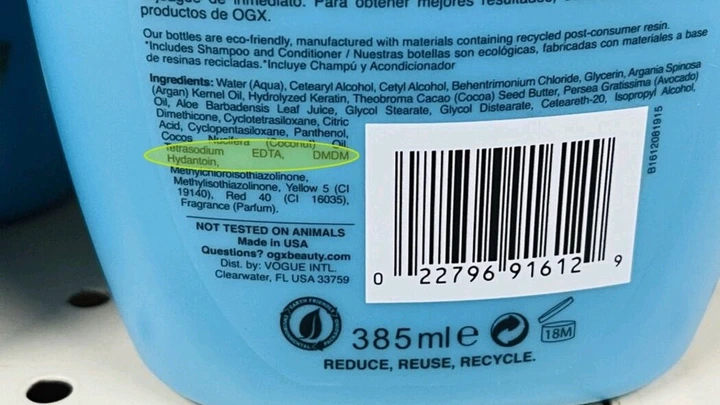 productos de OGX.
Our bottles are eco-friendly, manufactured with materials containing recycled post-consumer resin.
*Includes Shampoo and Conditioner / Nuestras botellas son ecológicas, fabricadas con materiales a base
de resinas recicladas.*Incluye Champú y Acondicionador
Ingredients: Water (Aqua), Cetearyl Alcohol, Cetyl Alcohol, Behentrimonium Chloride, Glycerin, Argania Spinosa
(Argan) Kernel Oil, Hydrolyzed Keratin, Theobroma Cacao (Cocoa) Seed Butter, Persea Gratissima (Avocado)
Oil, Aloe Barbadensis Leaf Juice, Glycol Stearate, Glycol Distearate, Ceteareth-20, Isopropyl Alcohol,
Dimethicone, Cyclotetrasiloxane, Citric
Acid, Cyclopentasiloxane, Panthenol,
Cocos Nucifera (Coconut) Oil,
Tetrasodium EDTA, DMDM
Hydantoin,
Methylchloroisothiazolinone,
Methylisothiazolinone, Yellow 5 (CI
19140), Red 40 (CI 16035),
Fragrance (Parfum).
NOT TESTED ON ANIMALS
Made in USA
Questions? ogxbeauty.com
Dist. by: VOGUE INTL.
Clearwater, FL USA 33759
0 22796 91612 9
B1612081915
EARTH FRIENDLY
385ml e
18M
REDUCE, REUSE, RECYCLE.